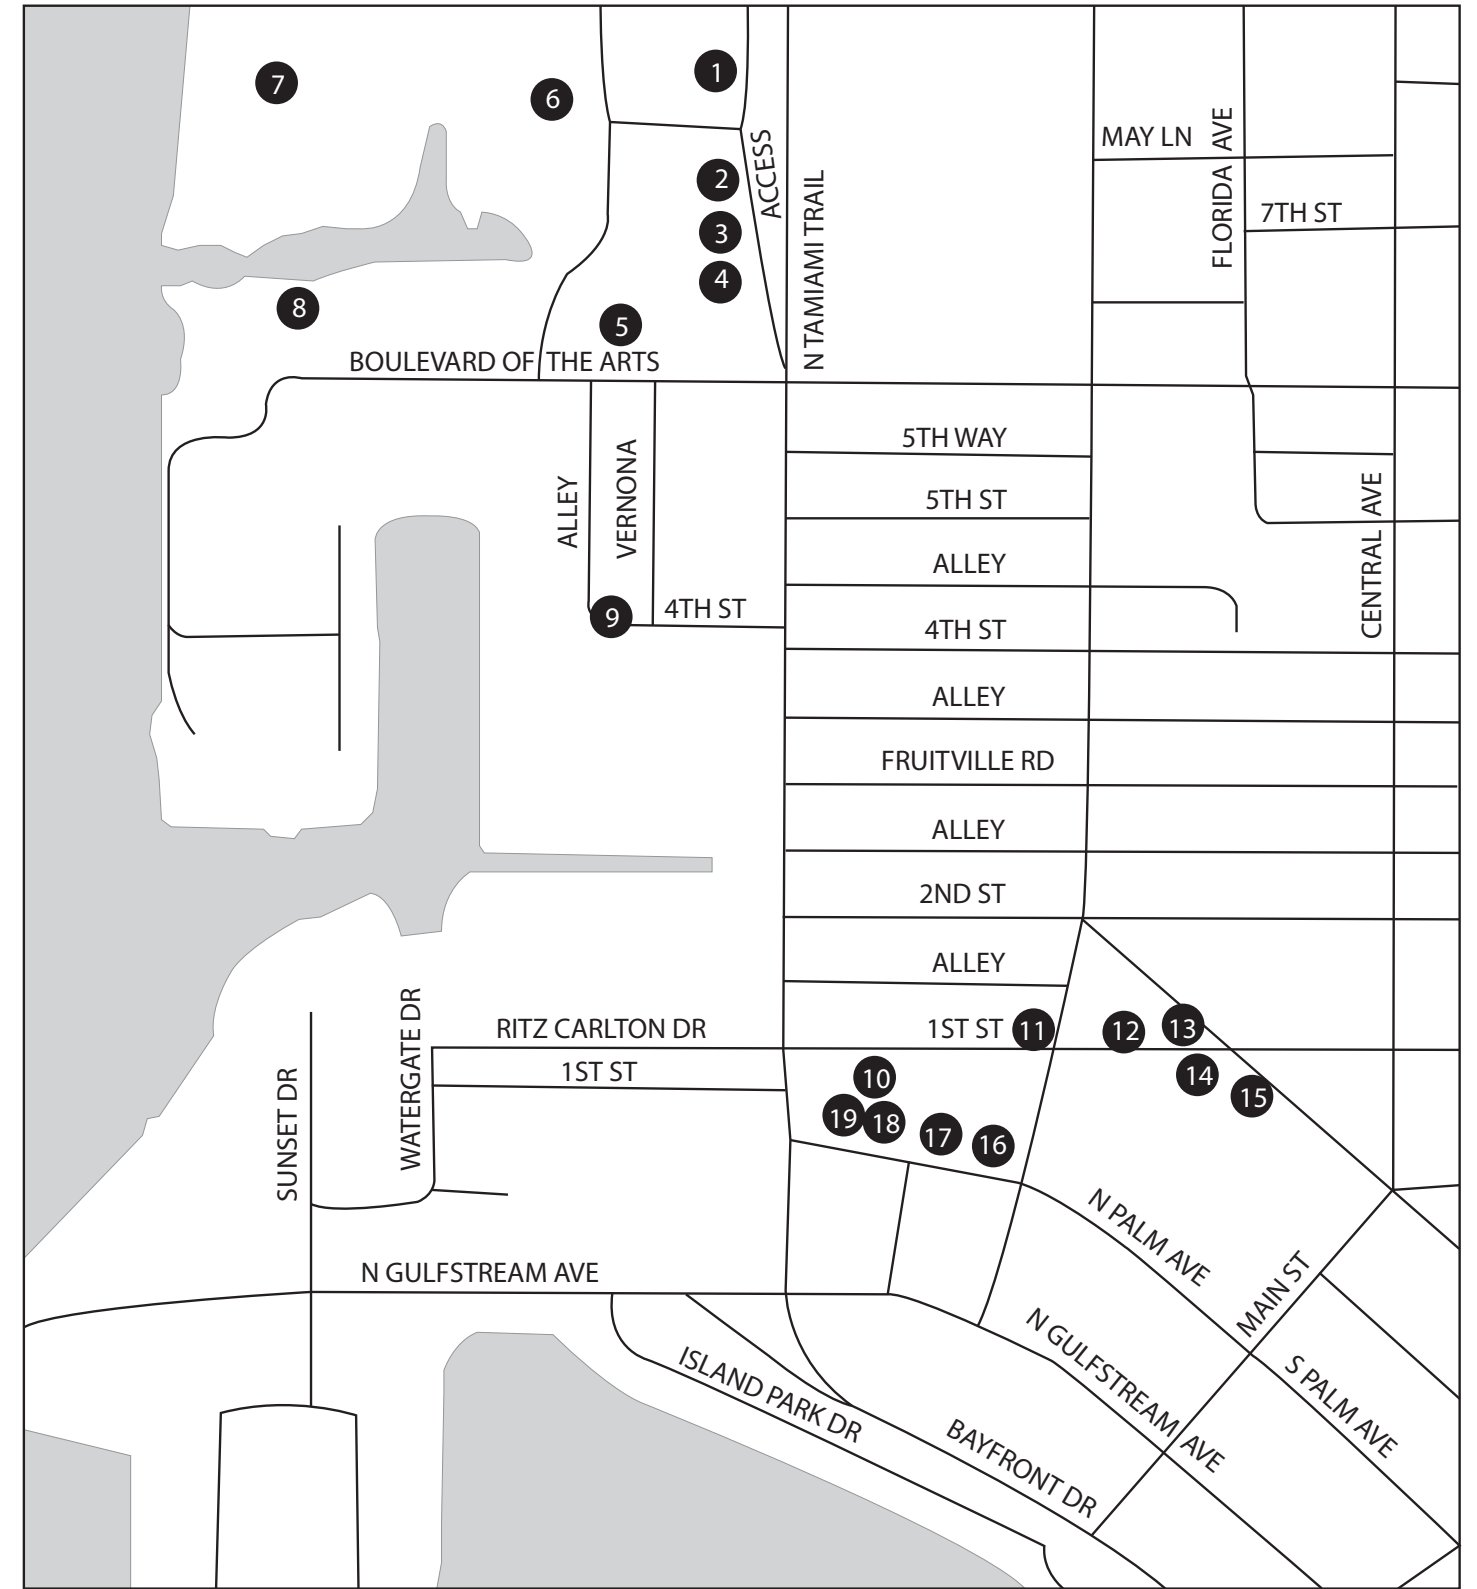 1
7
6
MAY LN
FLORIDA AVE
ACCESS
2
7TH ST
3
N TAMIAMI TRAIL
4
8
5
BOULEVARD OF THE ARTS
5TH WAY
ALLEY
VERNONA
5TH ST
CENTRAL AVE
ALLEY
9
4TH ST
4TH ST
ALLEY
FRUITVILLE RD
ALLEY
2ND ST
ALLEY
WATERGATE DR
RITZ CARLTON DR
1ST ST
11
12
13
SUNSET DR
1ST ST
10
14
15
19
18
17
16
N PALM AVE
N GULFSTREAM AVE
MAIN ST
N GULFSTREAM AVE
ISLAND PARK DR
S PALM AVE
BAYFRONT DR